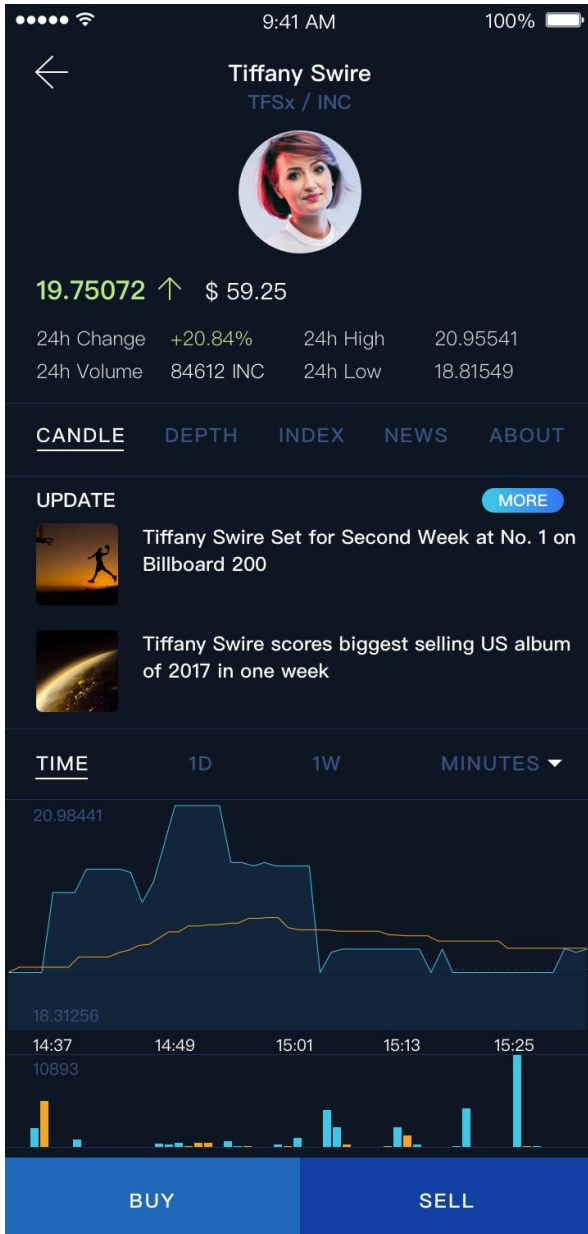 9:41 AM
100%
Tiffany Swire
TFSx / INC
19.75072 ↑ $ 59.25
24h Change +20.84% 24h High 20.95541
24h Volume 84612 INC 24h Low 18.81549
CANDLE DEPTH INDEX NEWS ABOUT
UPDATE MORE
Tiffany Swire Set for Second Week at No. 1 on
Billboard 200
Tiffany Swire scores biggest selling US album
of 2017 in one week
TIME 1D 1W MINUTES
20.98441
18.31256
14:37 14:49 15:01 15:13 15:25
10893
BUY SELL